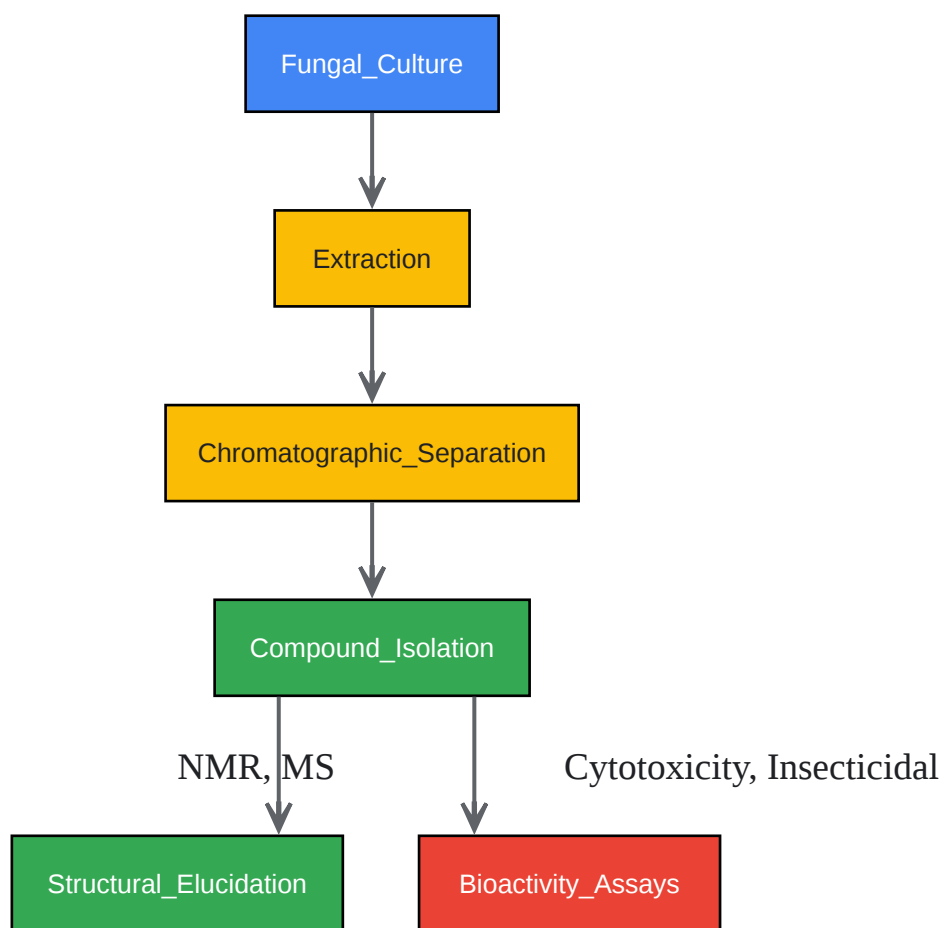 Fungal_Culture
Extraction
Chromatographic_Separation
Compound_Isolation
NMR, MS
Cytotoxicity, Insecticidal
Structural_Elucidation
Bioactivity_Assays